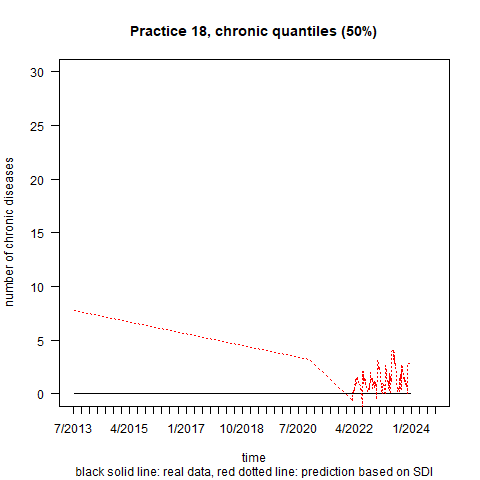 Practice 18, chronic quantiles (50%)
number of chronic diseases
30
25
20
15
10
5
0
7/2013 4/2015 1/2017 10/2018 7/2020 4/2022 1/2024
time
black solid line: real data, red dotted line: prediction based on SDI